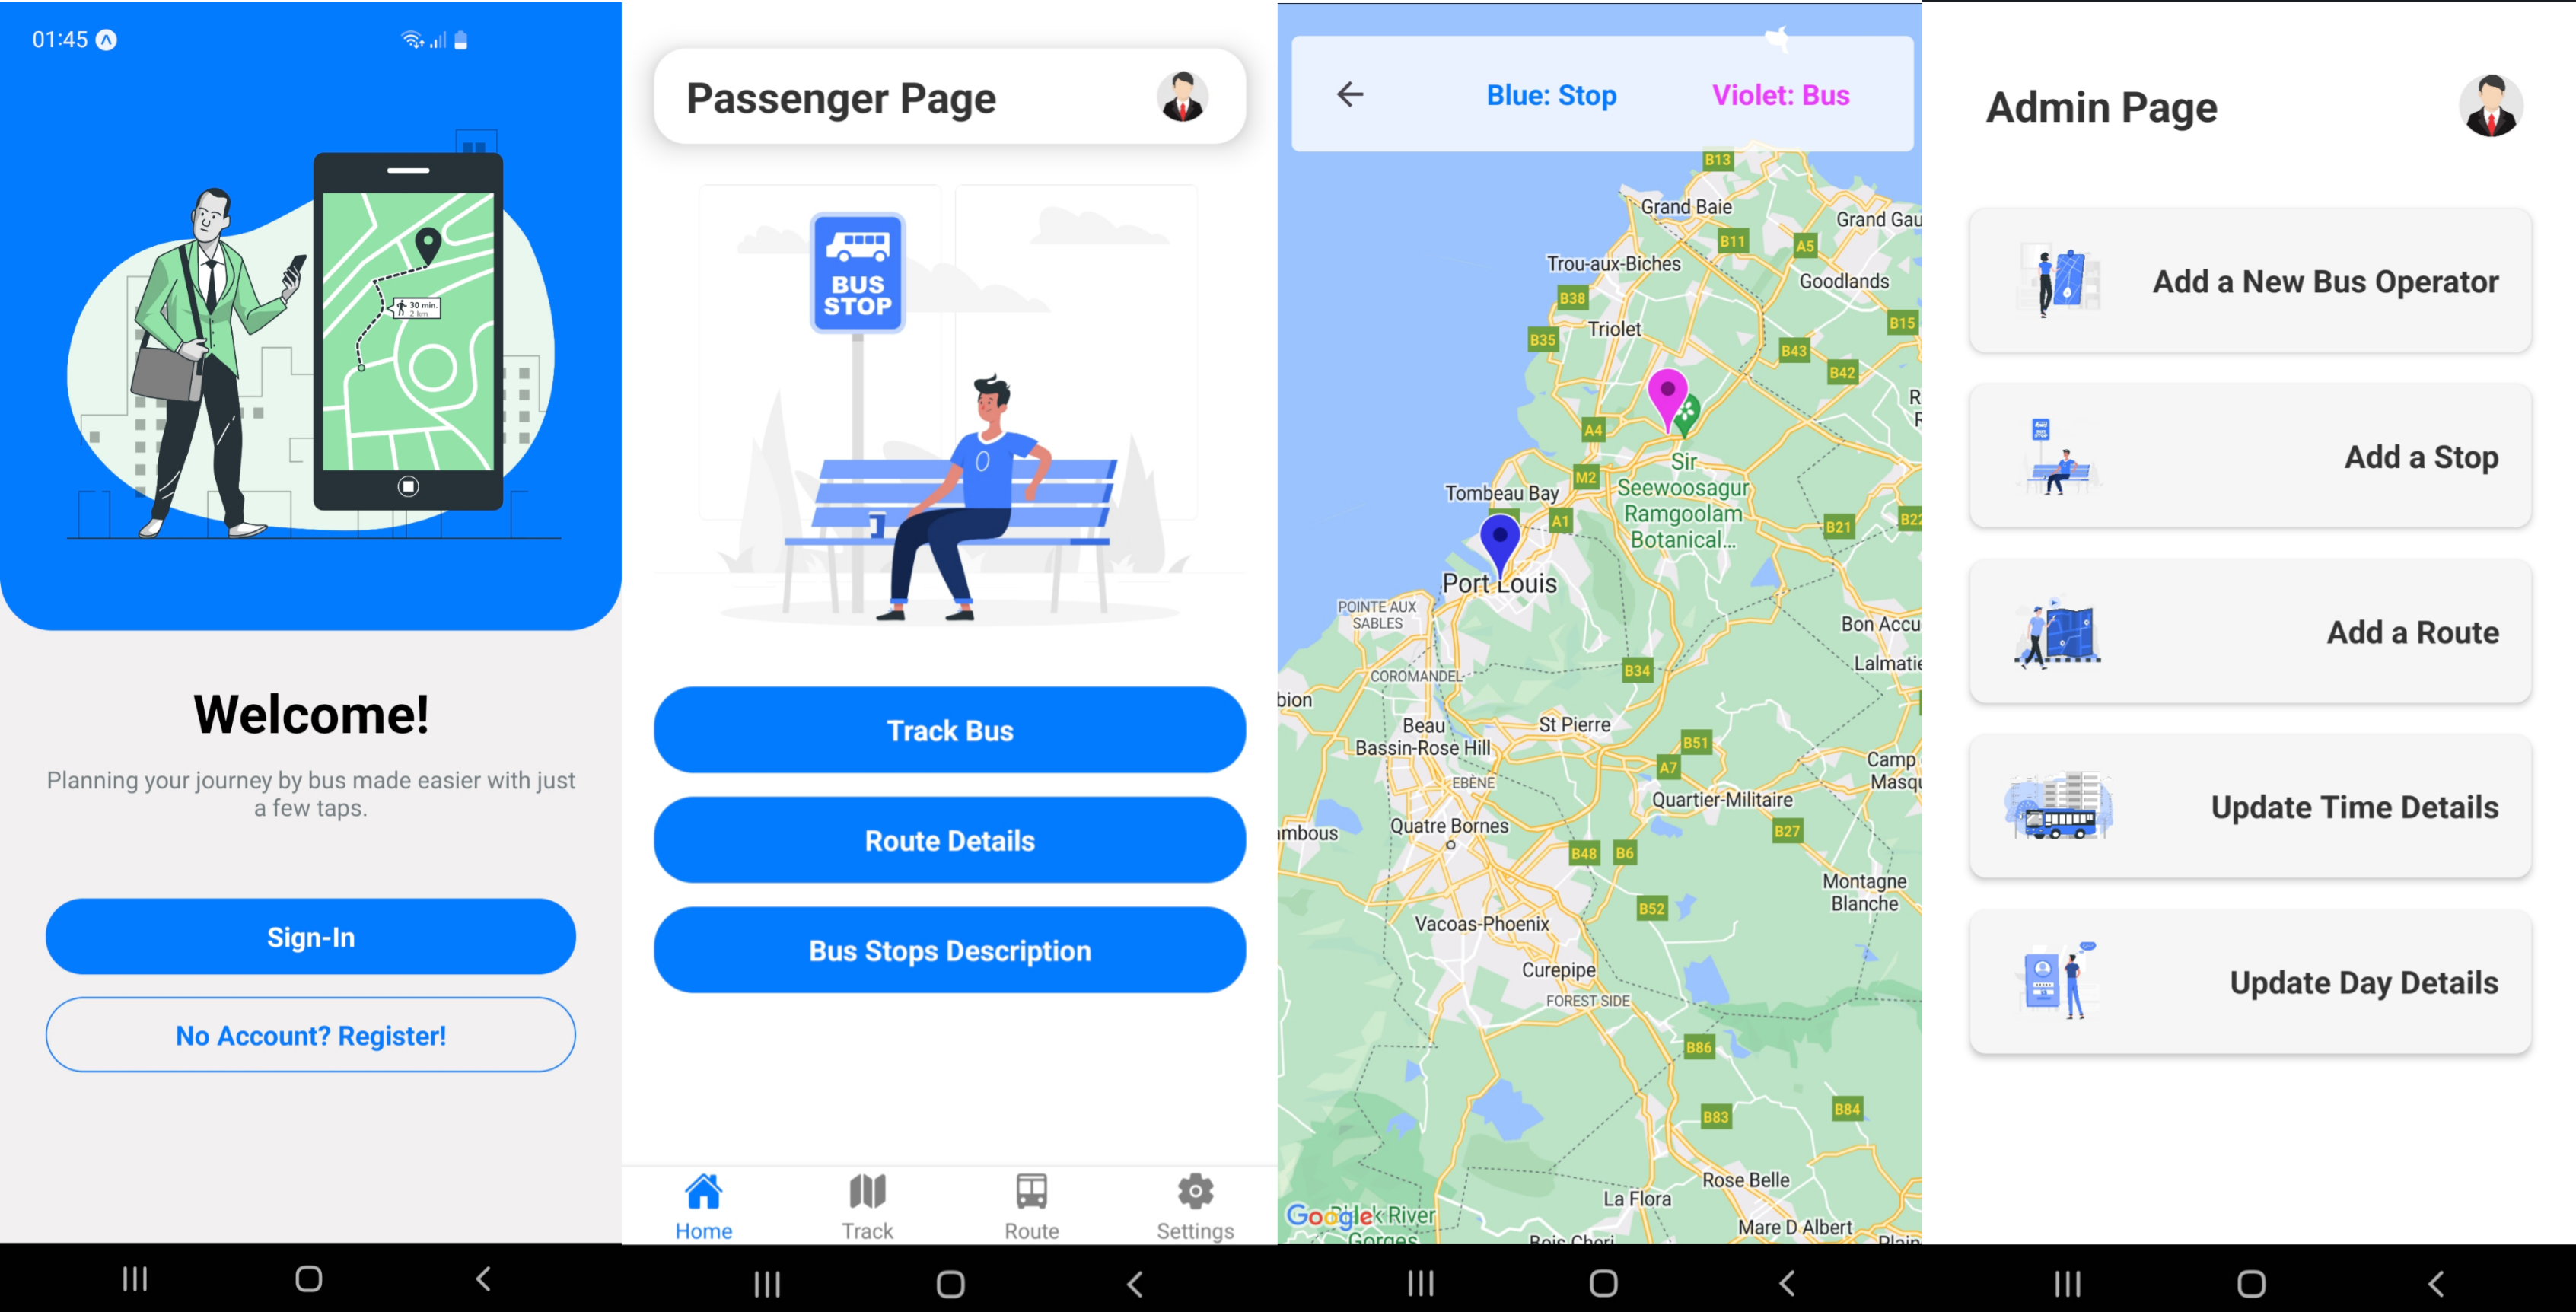 01:45
30 min.
2 km
Welcome!
Planning your journey by bus made easier with just
a few taps.
Sign-In
No Account? Register!
Passenger Page
BUS
STOP
Track Bus
Route Details
Bus Stops Description
Home
Track
Route
Settings
Blue: Stop
Violet: Bus
B13
Grand Baie
Grand Gau
B11
A5
Trou-aux-Biches
Goodlands
B38
Triolet
B15
B35
B43
B42
A4
Sir
Seewoosagur
Ramgoolam
Botanical...
M2
Tombeau Bay
A1
B21
B22
Port Louis
POINTE AUX
SABLES
Bon Accu
Lalmatie
B34
COROMANDEL
bion
Beau
Bassin-Rose Hill
St Pierre
B51
A7
Camp
Masqu
EBÈNE
Quartier-Militaire
ambous
Quatre Bornes
B27
B48
B6
Montagne
Blanche
B52
Vacoas-Phoenix
Curepipe
FOREST SIDE
B86
B83
B84
Rose Belle
La Flora
Mare D Albert
Google
River
Gorges
Bois Cheri
Plain
Admin Page
Add a New Bus Operator
BUS
STOP
Add a Stop
Add a Route
Update Time Details
Update Day Details